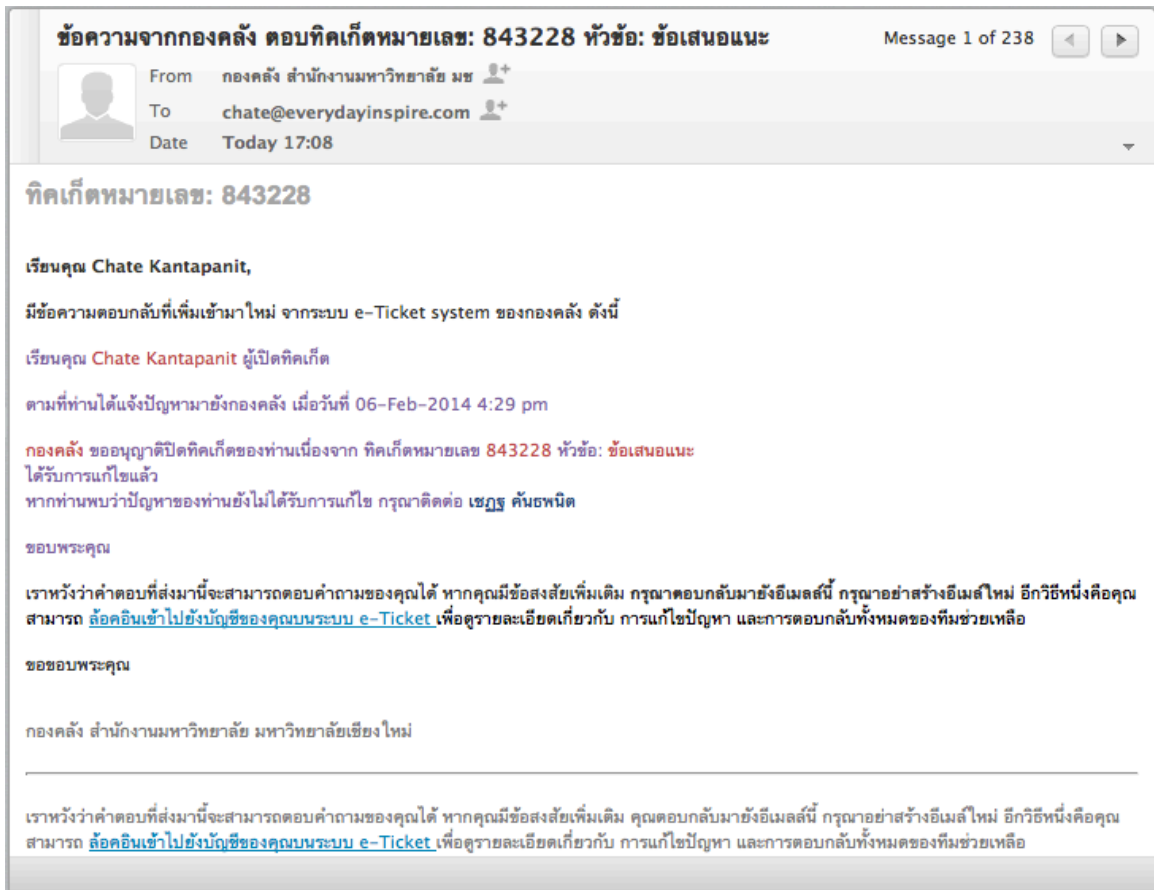 ข้อความจากกองคลัง ตอบทิคเก็ตหมายเลข: 843228 หัวข้อ: ข้อเสนอแนะ
Message 1 of 238
From กองคลัง สำนักงานมหาวิทยาลัย มช
To chate@everydayinspire.com
Date Today 17:08
ทิคเก็ตหมายเลข: 843228
เรียนคุณ Chate Kantapanit,
มีข้อความตอบกลับที่เพิ่มเข้ามาใหม่ จากระบบ e-Ticket system ของกองคลัง ดังนี้
เรียนคุณ Chate Kantapanit ผู้เปิดทิคเก็ต
ตามที่ท่านได้แจ้งปัญหามายังกองคลัง เมื่อวันที่ 06-Feb-2014 4:29 pm
กองคลัง ขออนุญาติปิดทิคเก็ตของท่านเนื่องจาก ทิคเก็ตหมายเลข 843228 หัวข้อ: ข้อเสนอแนะ
ได้รับการแก้ไขแล้ว
หากท่านพบว่าปัญหาของท่านยังไม่ได้รับการแก้ไข กรุณาติดต่อ เชฏฐ คันธพนิต
ขอบพระคุณ
เราหวังว่าคำตอบที่ส่งมานี้จะสามารถตอบคำถามของคุณได้ หากคุณมีข้อสงสัยเพิ่มเติม กรุณาตอบกลับมายังอีเมลล์นี้ กรุณาอย่าสร้างอีเมล์ใหม่ อีกวิธีหนึ่งคือคุณ
สามารถ ล้อคอินเข้าไปยังบัญชีของคุณบนระบบ e-Ticket เพื่อดูรายละเอียดเกี่ยวกับ การแก้ไขปัญหา และการตอบกลับทั้งหมดของทีมช่วยเหลือ
ขอขอบพระคุณ
กองคลัง สำนักงานมหาวิทยาลัย มหาวิทยาลัยเชียงใหม่
เราหวังว่าคำตอบที่ส่งมานี้จะสามารถตอบคำถามของคุณได้ หากคุณมีข้อสงสัยเพิ่มเติม คุณตอบกลับมายังอีเมลล์นี้ กรุณาอย่าสร้างอีเมล์ใหม่ อีกวิธีหนึ่งคือคุณ
สามารถ ล้อคอินเข้าไปยังบัญชีของคุณบนระบบ e-Ticket เพื่อดูรายละเอียดเกี่ยวกับ การแก้ไขปัญหา และการตอบกลับทั้งหมดของทีมช่วยเหลือ